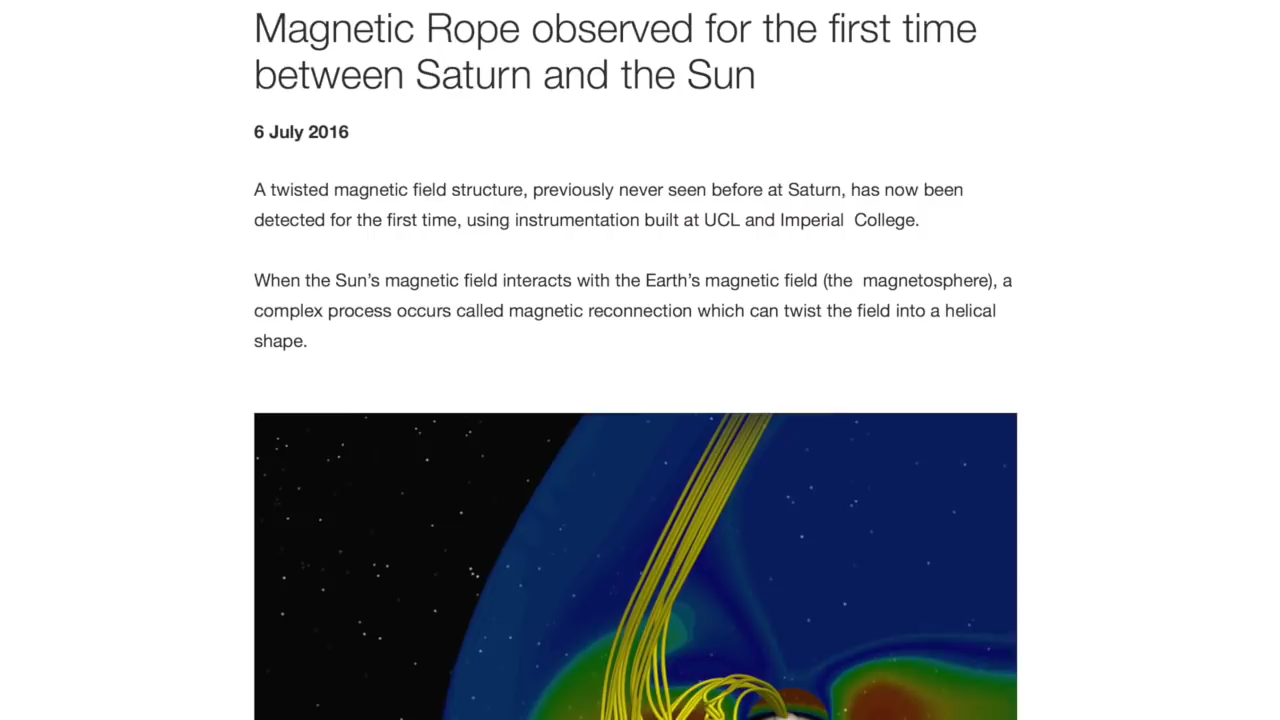 Magnetic Rope observed for the first time
between Saturn and the Sun
6 July 2016
A twisted magnetic field structure, previously never seen before at Saturn, has now been
detected for the first time, using instrumentation built at UCL and Imperial  College.
When the Sun’s magnetic field interacts with the Earth’s magnetic field (the  magnetosphere), a
complex process occurs called magnetic reconnection which can twist the field into a helical
shape.